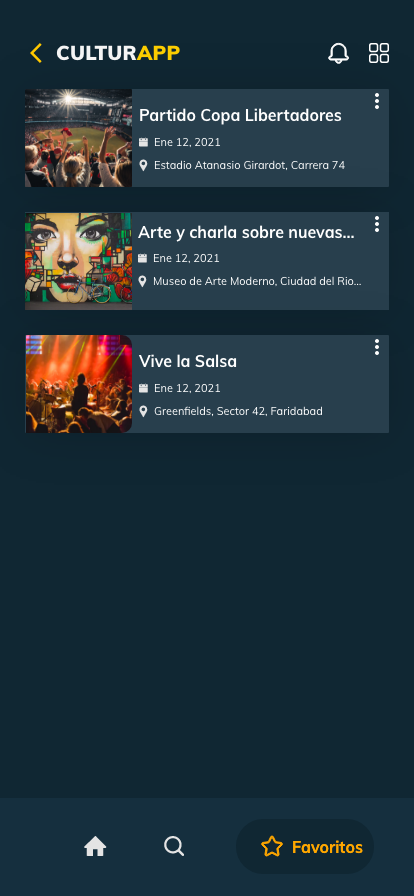 CULTURAPP
Partido Copa Libertadores
Ene 12, 2021
Estadio Atanasio Girardot, Carrera 74
Arte y charla sobre nuevas...
Ene 12, 2021
Museo de Arte Moderno, Ciudad del Rio...
Vive la Salsa
Ene 12, 2021
Greenfields, Sector 42, Faridabad
Favoritos